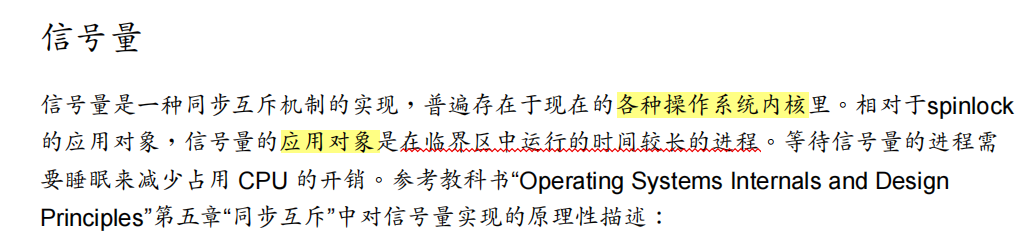 信号量
信号量是一种同步互斥机制的实现，普遍存在于现在的各种操作系统内核里。相对于spinlock
的应用对象，信号量的应用对象是在临界区中运行的时间较长的进程。等待信号量的进程需
要睡眠来减少占用 CPU 的开销。参考教科书“Operating Systems Internals and Design
Principles”第五章“同步互斥”中对信号量实现的原理性描述：